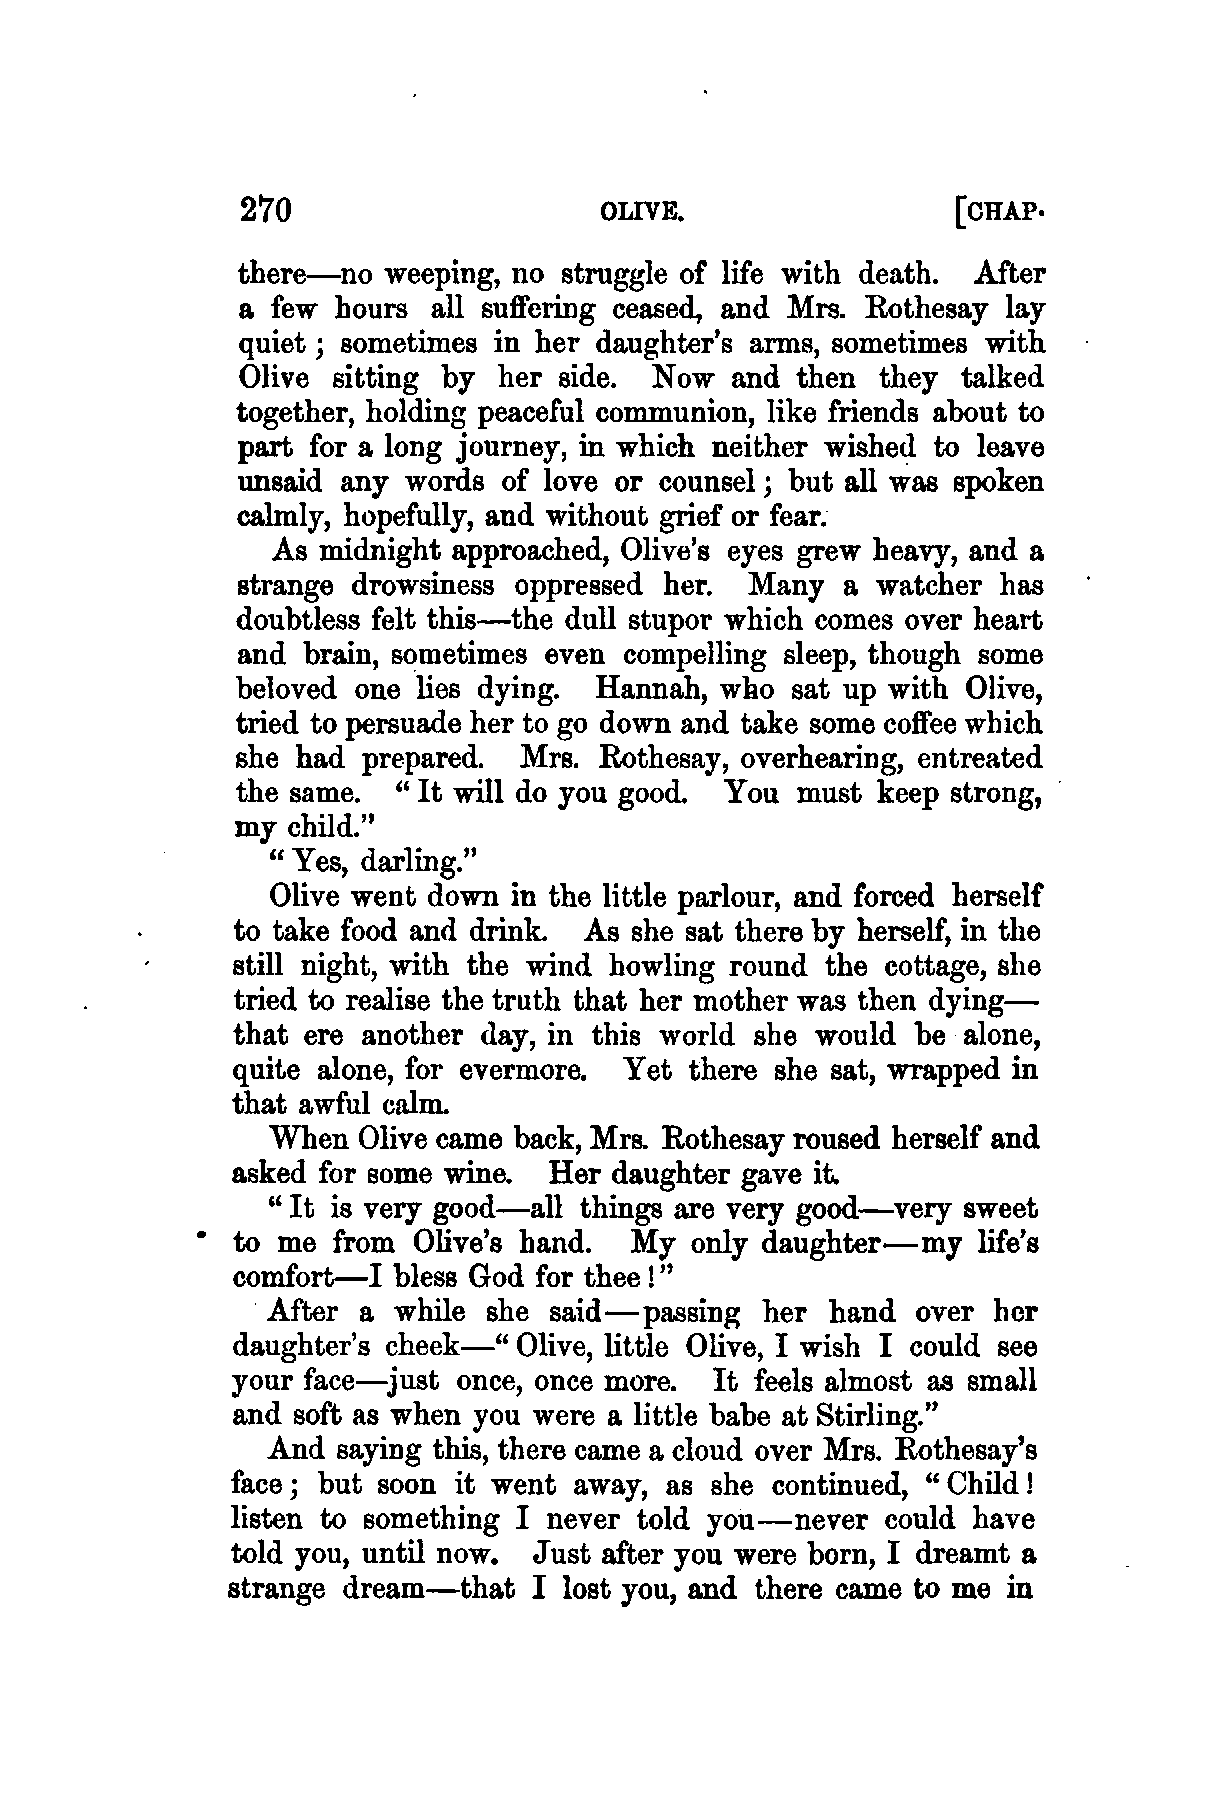 270 OLIVE. [CHAP.
there—no weeping, no struggle of life with death. After
a few hours all suffering ceased, and Mrs. Rothesay lay
quiet ; sometimes in her daughter's arms, sometimes with
Olive sitting by her side. Now and then they talked
together, holding peaceful communion, like friends about to
part for a long journey, in which neither wished to leave
unsaid any words of love or counsel ; but all was spoken
calmly, hopefully, and without grief or fear.
As midnight approached, Olive's eyes grew heavy, and a
strange drowsiness oppressed her. Many a watcher has
doubtless felt this—the dull stupor which comes over heart
and brain, sometimes even compelling sleep, though some
beloved one lies dying. Hannah, who sat up with Olive,
tried to persuade her to go down and take some coffee which
she had prepared. Mrs. Rothesay, overhearing, entreated
the same. “ It will do you good. You must keep strong,
my child.”
“ Yes, darling.”
Olive went down in the little parlour, and forced herself
to take food and drink. As she sat there by herself, in the
still night, with the wind howling round the cottage, she
tried to realise the truth that her mother was then dying—
that ere another day, in this world she would be alone,
quite alone, for evermore. Yet there she sat, wrapped in
that awful calm.
When Olive came back, Mrs. Rothesay roused herself and
asked for some wine. Her daughter gave it.
“ It is very good—all things are very good—very sweet
to me from Olive's hand. My only daughter—my life's
comfort—I bless God for thee !”
After a while she said—passing her hand over her
daughter's cheek—“ Olive, little Olive, I wish I could see
your face—just once, once more. It feels almost as small
and soft as when you were a little babe at Stirling.”
And saying this, there came a cloud over Mrs. Rothesay's
face ; but soon it went away, as she continued, “ Child !
listen to something I never told you—never could have
told you, until now. Just after you were born, I dreamt a
strange dream—that I lost you, and there came to me in